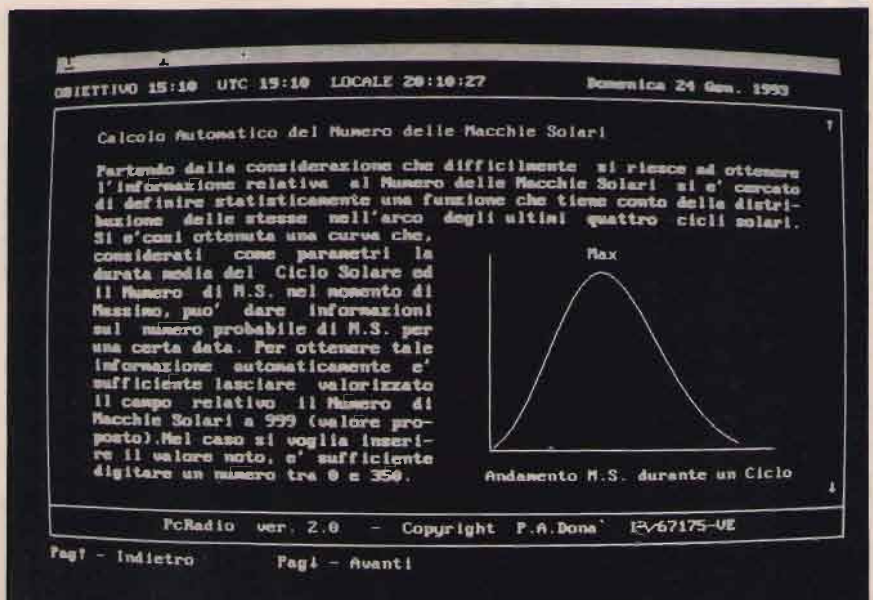 OBIETTIVO 15:10 UTC 19:10 LOCALE 20:10:27 Domenica 24 Gen. 1993
Calcolo Automatico del Numero delle Macchie Solari
Partendo dalla considerazione che difficilmente si riesce ad ottenere
l'informazione relativa al Numero delle Macchie Solari si e' cercato
di definire statisticamente una funzione che tiene conto della distri-
buzione delle stesse nell'arco degli ultimi quattro cicli solari.
Si e'cosi ottenuta una curva che,
considerati come parametri la
durata media del Ciclo Solare ed
il Numero di M.S. nel momento di
Massimo, puo' dare informazioni
sul numero probabile di M.S. per
una certa data. Per ottenere tale
informazione automaticamente e'
sufficiente lasciare valorizzato
il campo relativo il Numero di
Macchie Solari a 999 (valore pro-
posto).Nel caso si voglia inseri-
re il valore noto, e' sufficiente
digitare un numero tra 0 e 350.
Max
Andamento M.S. durante un Ciclo
PcRadio ver. 2.0 - Copyright P.A.Dona`
Pag↑ - Indietro Pag↓ - Avanti